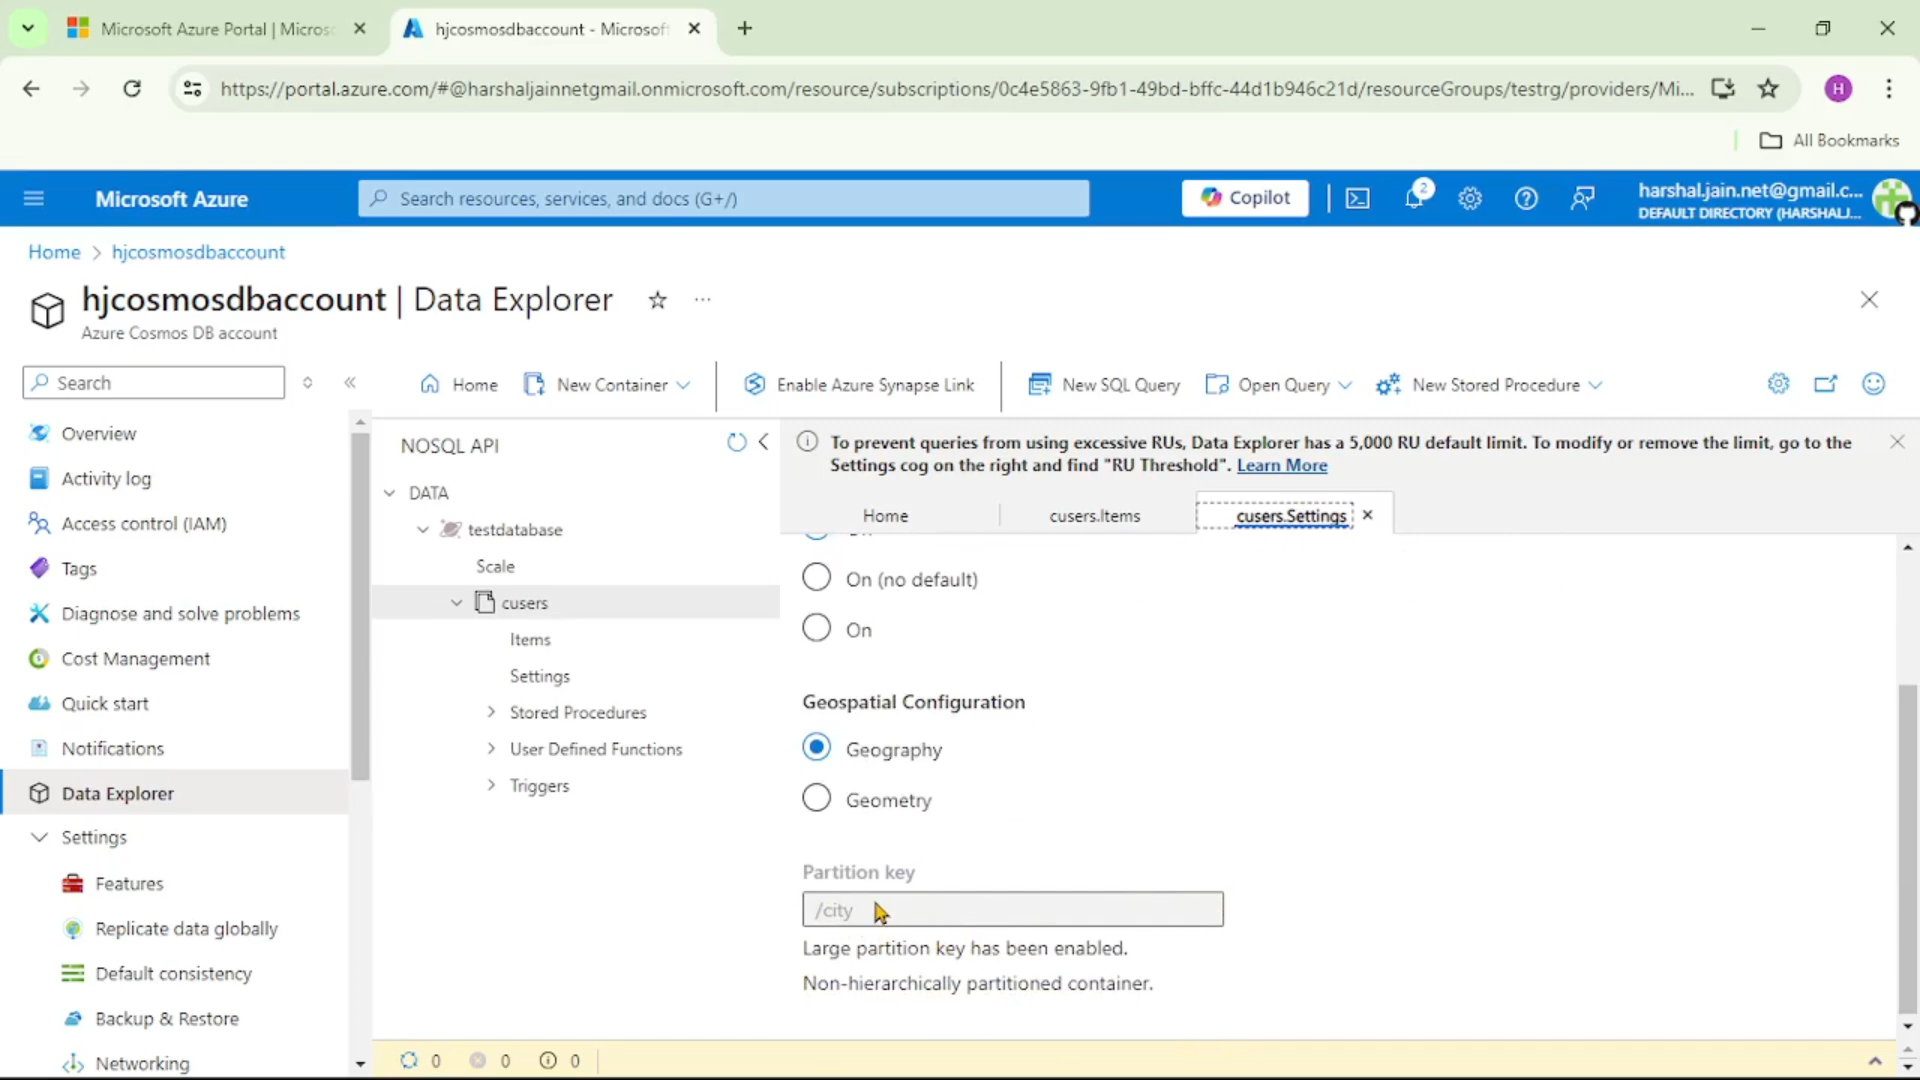 Microsoft Azure Portal | Micros
hjcosmosdbaccount - Microsof
https://portal.azure.com/#@harshaljainnetgmail.onmicrosoft.com/resource/subscriptions/0c4e5863-9fb1-49bd-bffc-44d1b946c21d/resourceGroups/testrg/providers/Mi...
H
All Bookmarks
Microsoft Azure
Search resources, services, and docs (G+/)
Copilot
2
harshal.jain.net@gmail.c...
DEFAULT DIRECTORY (HARSHALJ...
Home > hjcosmosdbaccount
hjcosmosdbaccount | Data Explorer
Azure Cosmos DB account
Search
Home
New Container
Enable Azure Synapse Link
New SQL Query
Open Query
New Stored Procedure
Overview
Activity log
Access control (IAM)
Tags
Diagnose and solve problems
Cost Management
Quick start
Notifications
Data Explorer
Settings
Features
Replicate data globally
Default consistency
Backup & Restore
Networking
NOSQL API
DATA
testdatabase
Scale
cusers
Items
Settings
Stored Procedures
User Defined Functions
Triggers
To prevent queries from using excessive RUs, Data Explorer has a 5,000 RU default limit. To modify or remove the limit, go to the
Settings cog on the right and find "RU Threshold". Learn More
Home
cusers.Items
cusers.Settings
On (no default)
On
Geospatial Configuration
Geography
Geometry
Partition key
/city
Large partition key has been enabled.
Non-hierarchically partitioned container.
0
0
0